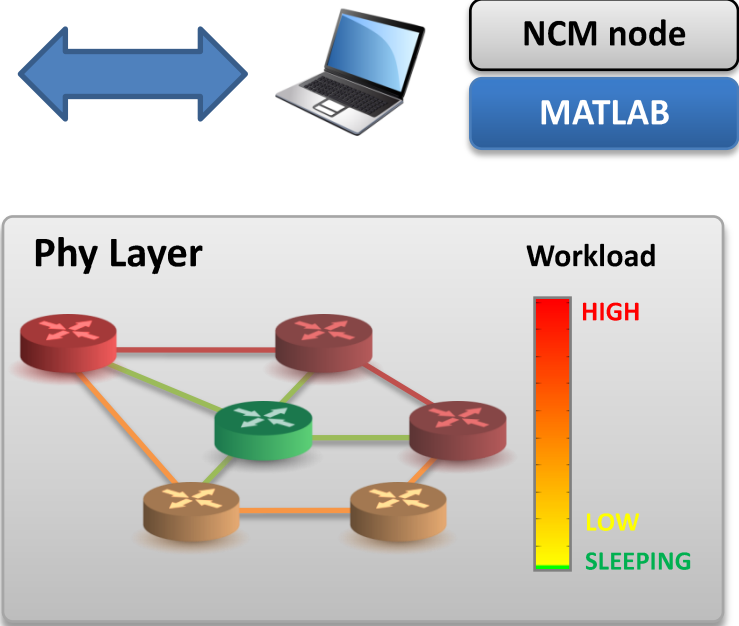 NCM node
MATLAB
Phy Layer
Workload
HIGH
LOW
SLEEPING